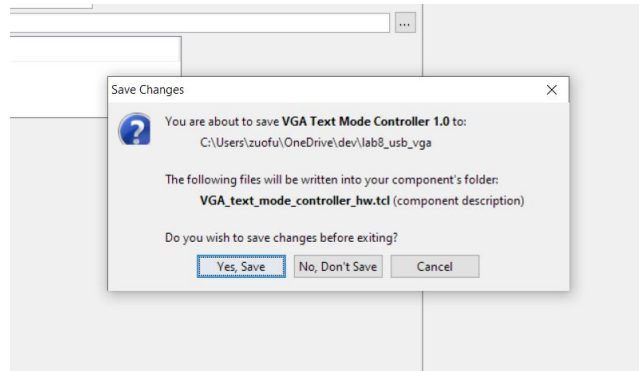 ...
Save Changes
You are about to save VGA Text Mode Controller 1.0 to:
C:\Users\zuofu\OneDrive\dev\lab8_usb_vga
The following files will be written into your component's folder:
VGA_text_mode_controller_hw.tcl (component description)
Do you wish to save changes before exiting?
Yes, Save
No, Don't Save
Cancel